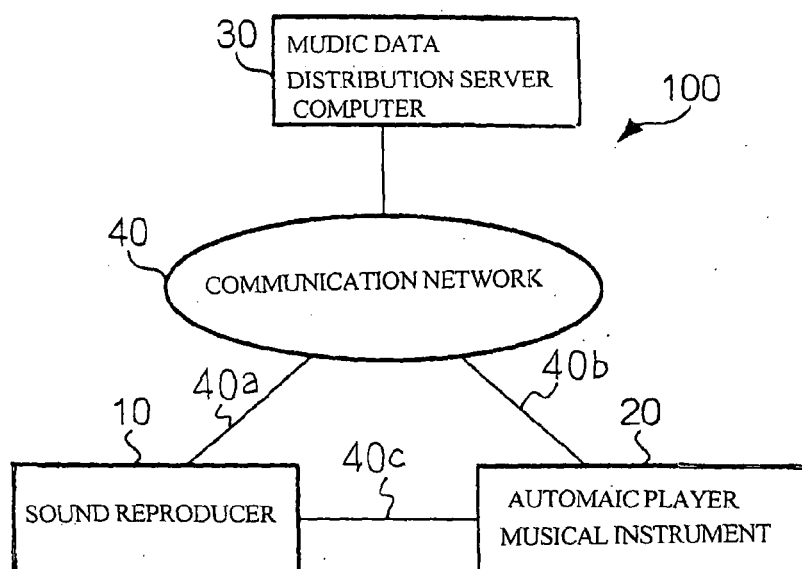 30
MUDIC DATA
DISTRIBUTION SERVER
COMPUTER
100
40
COMMUNICATION NETWORK
40a
40b
10
20
40c
SOUND REPRODUCER
AUTOMAIC PLAYER
MUSICAL INSTRUMENT